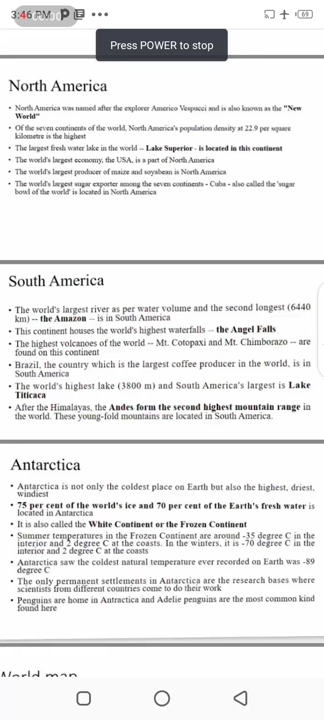 3:46 PM
69
Press POWER to stop
North America
• North America was named after the explorer Americo Vespucci and is also known as the "New
World"
• Of the seven continents of the world, North America's population density at 22.9 per square
kilometre is the highest
• The largest fresh water lake in the world -- Lake Superior - is located in this continent
• The world's largest economy, the USA, is a part of North America
• The world's largest producer of maize and soyabean is North America
• The world's largest sugar exporter among the seven continents - Cuba - also called the 'sugar
bowl of the world' is located in North America
South America
• The world's largest river as per water volume and the second longest (6440
km) -- the Amazon -- is in South America
• This continent houses the world's highest waterfalls -- the Angel Falls
• The highest volcanoes of the world -- Mt. Cotopaxi and Mt. Chimborazo -- are
found on this continent
• Brazil, the country which is the largest coffee producer in the world, is in
South America
• The world's highest lake (3800 m) and South America's largest is Lake
Titicaca
• After the Himalayas, the Andes form the second highest mountain range in
the world. These young-fold mountains are located in South America.
Antarctica
• Antarctica is not only the coldest place on Earth but also the highest, driest,
windiest
• 75 per cent of the world's ice and 70 per cent of the Earth's fresh water is
located in Antarctica
• It is also called the White Continent or the Frozen Continent
• Summer temperatures in the Frozen Continent are around -35 degree C in the
interior and 2 degree C at the coasts. In the winters, it is -70 degree C in the
interior and 2 degree C at the coasts
• Antarctica saw the coldest natural temperature ever recorded on Earth was -89
degree C
• The only permanent settlements in Antarctica are the research bases where
scientists from different countries come to do their work
• Penguins are home in Antractica and Adelie penguins are the most common kind
found here
World map